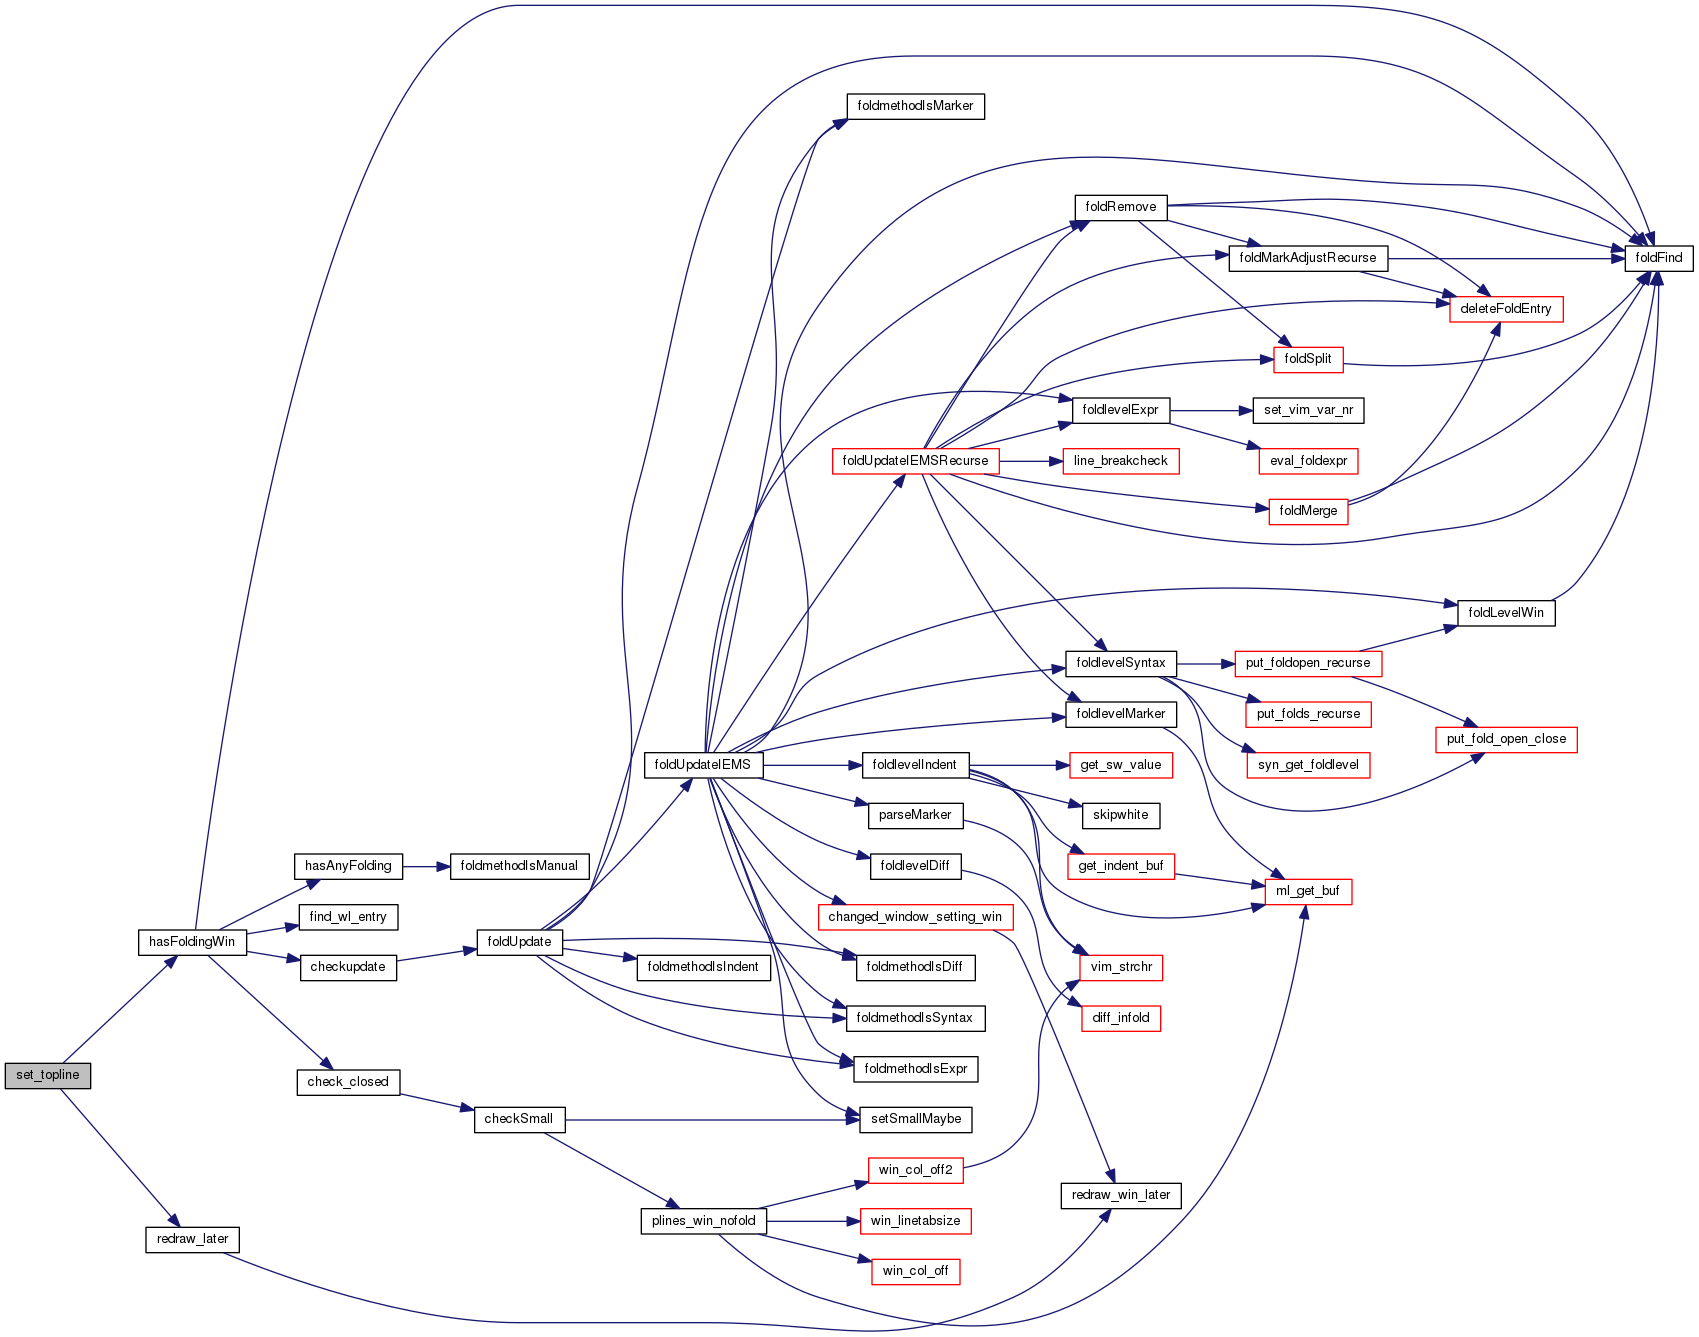 foldmethodIsMarker
foldRemove
foldMarkAdjustRecurse
foldFind
deleteFoldEntry
foldSplit
foldlevelExpr
set_vim_var_nr
foldUpdateIEMSRecurse
line_breakcheck
eval_foldexpr
foldMerge
foldLevelWin
foldlevelSyntax
put_foldopen_recurse
foldlevelMarker
put_folds_recurse
put_fold_open_close
foldUpdateIEMS
foldlevelIndent
get_sw_value
syn_get_foldlevel
parseMarker
skipwhite
hasAnyFolding
foldmethodIsManual
foldlevelDiff
get_indent_buf
ml_get_buf
find_wl_entry
changed_window_setting_win
hasFoldingWin
foldUpdate
checkupdate
foldmethodIsIndent
foldmethodIsDiff
vim_strchr
foldmethodIsSyntax
diff_infold
set_topline
check_closed
foldmethodIsExpr
checkSmall
setSmallMaybe
win_col_off2
redraw_win_later
plines_win_nofold
win_linetabsize
redraw_later
win_col_off